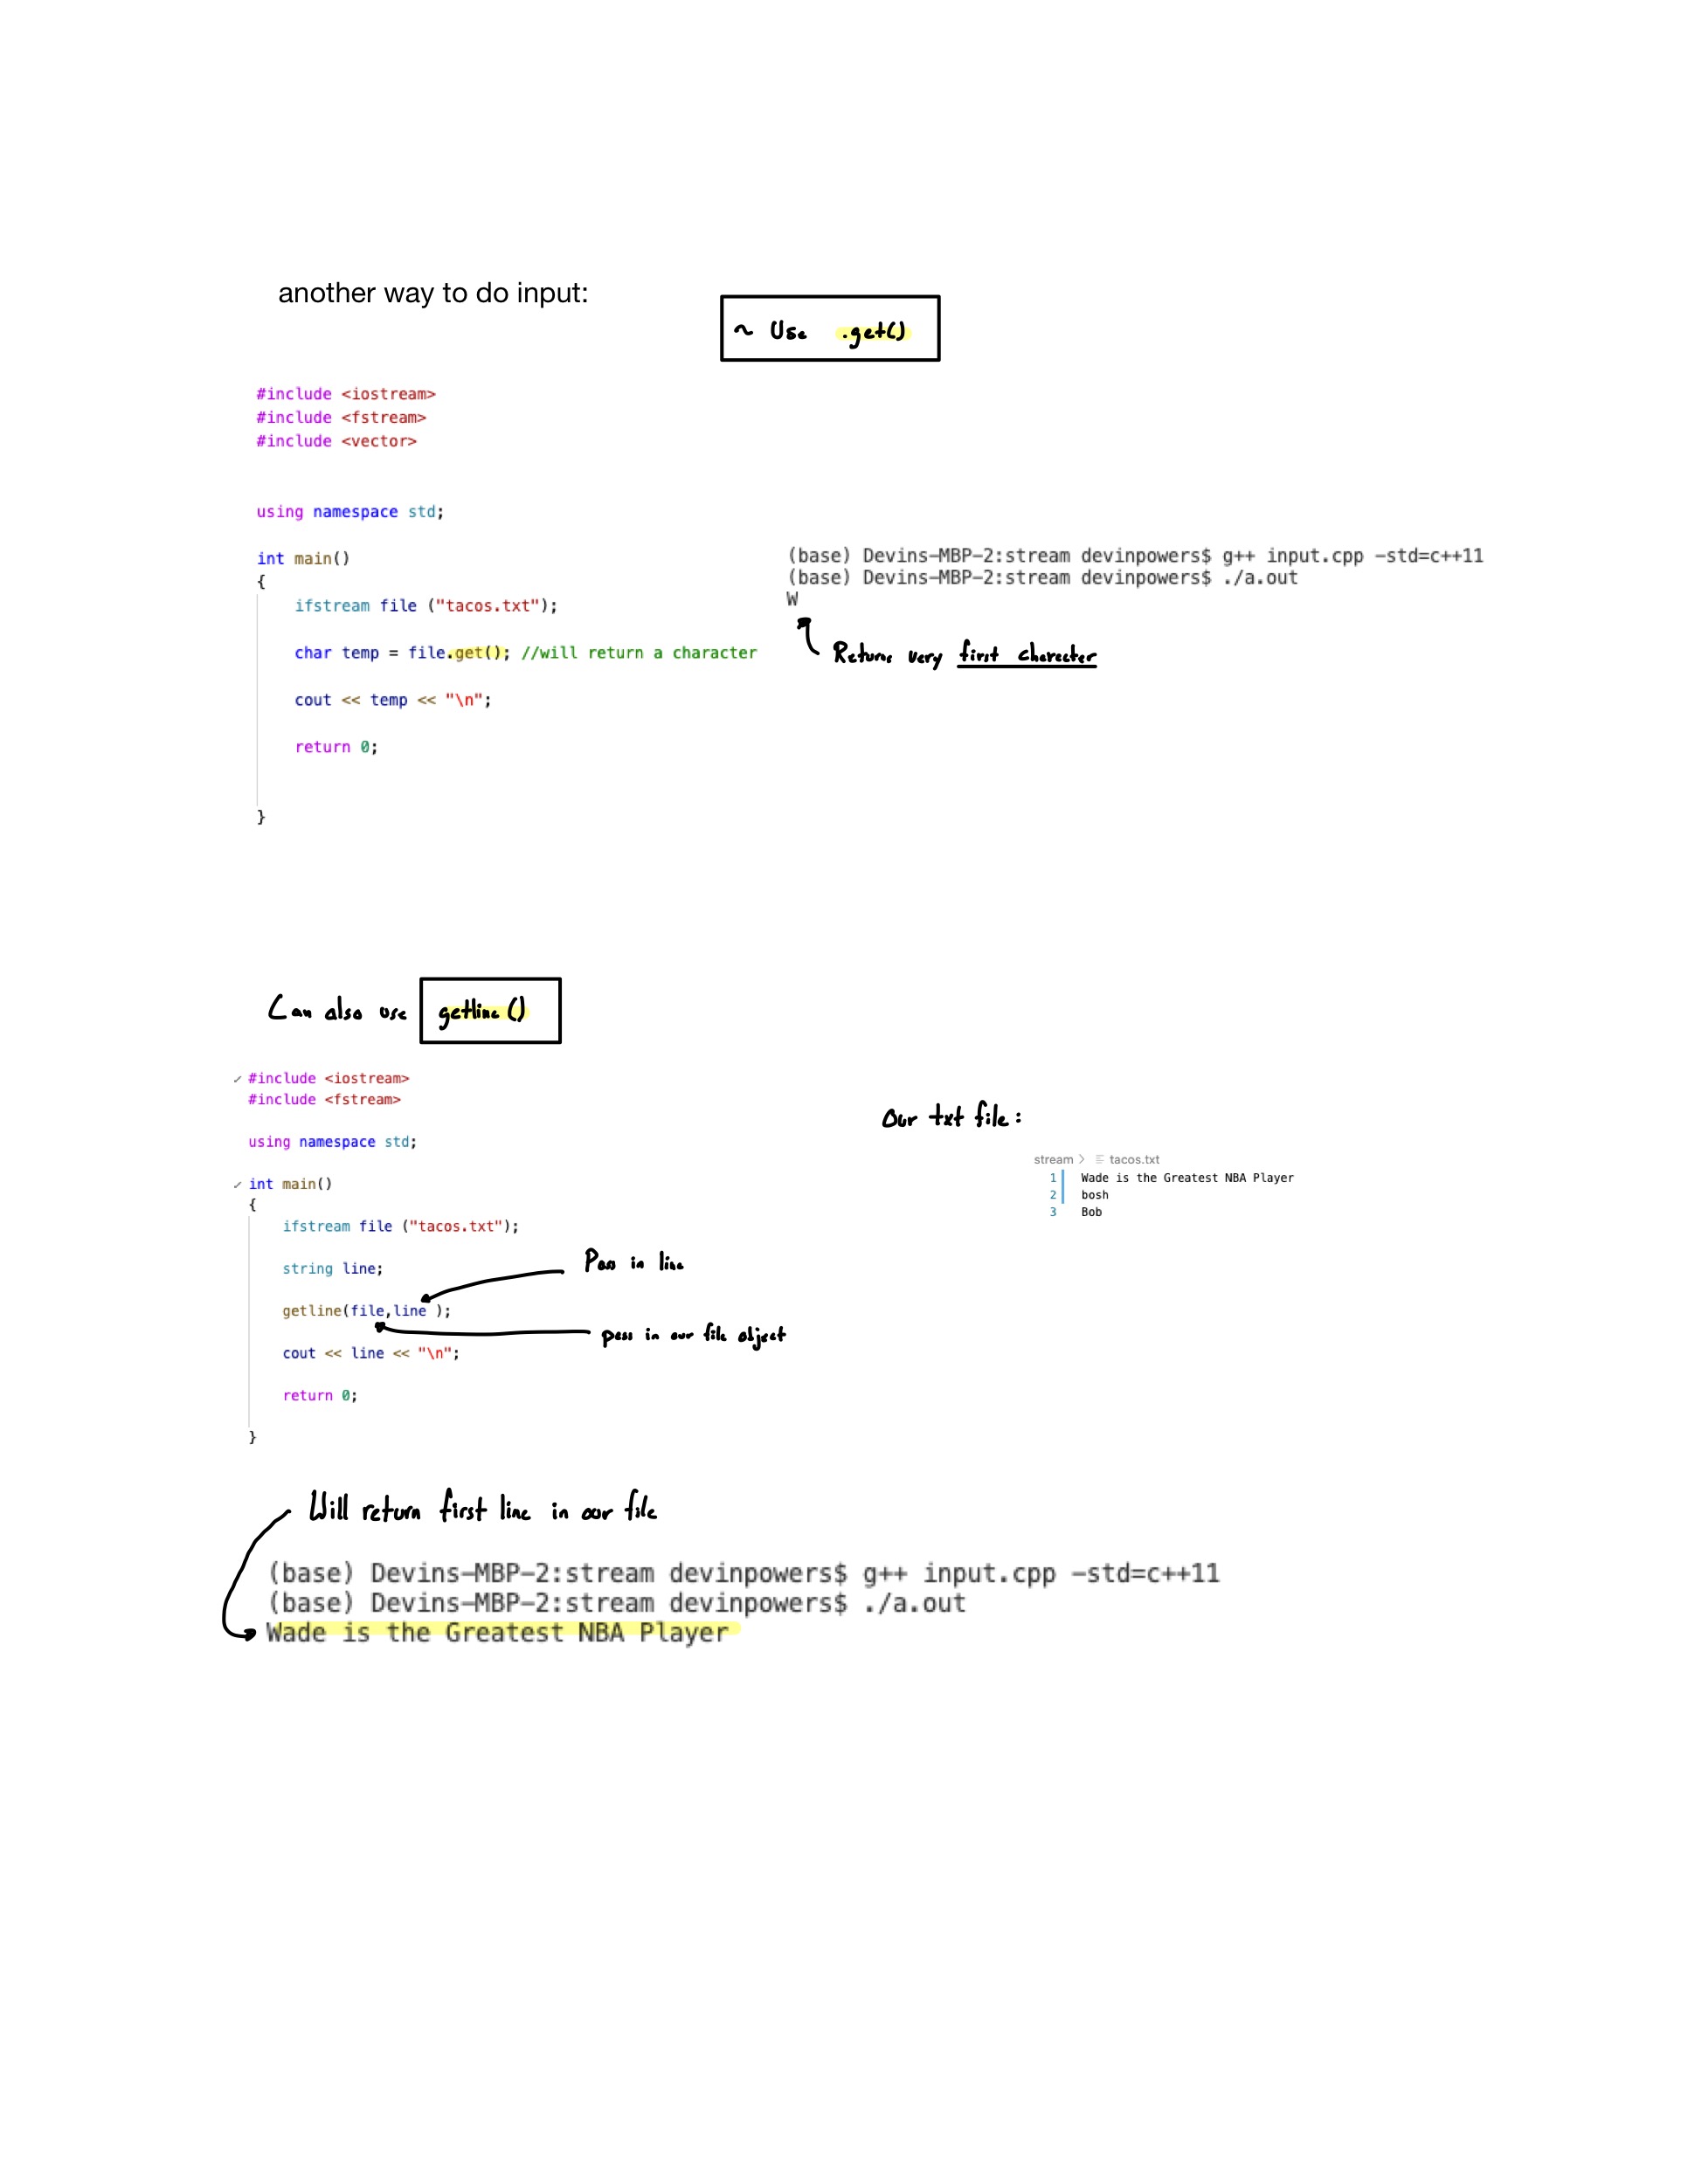 another way to do input:
~ Use .get()
#include <iostream>
#include <fstream>
#include <vector>
using namespace std;
int main()
{
ifstream file ("tacos.txt");
char temp = file.get(); //will return a character
cout << temp << "\n";
return 0;
}
(base) Devins-MBP-2:stream devinpowers$ g++ input.cpp -std=c++11
(base) Devins-MBP-2:stream devinpowers$ ./a.out
W
Returns very first character
Can also use getline()
#include <iostream>
#include <fstream>
using namespace std;
int main()
{
ifstream file ("tacos.txt");
string line;
getline(file,line );
cout << line << "\n";
return 0;
}
Pass in line
pass in our file object
Our txt file:
stream > tacos.txt
1 Wade is the Greatest NBA Player
2 bosh
3 Bob
Will return first line in our file
(base) Devins-MBP-2:stream devinpowers$ g++ input.cpp -std=c++11
(base) Devins-MBP-2:stream devinpowers$ ./a.out
Wade is the Greatest NBA Player